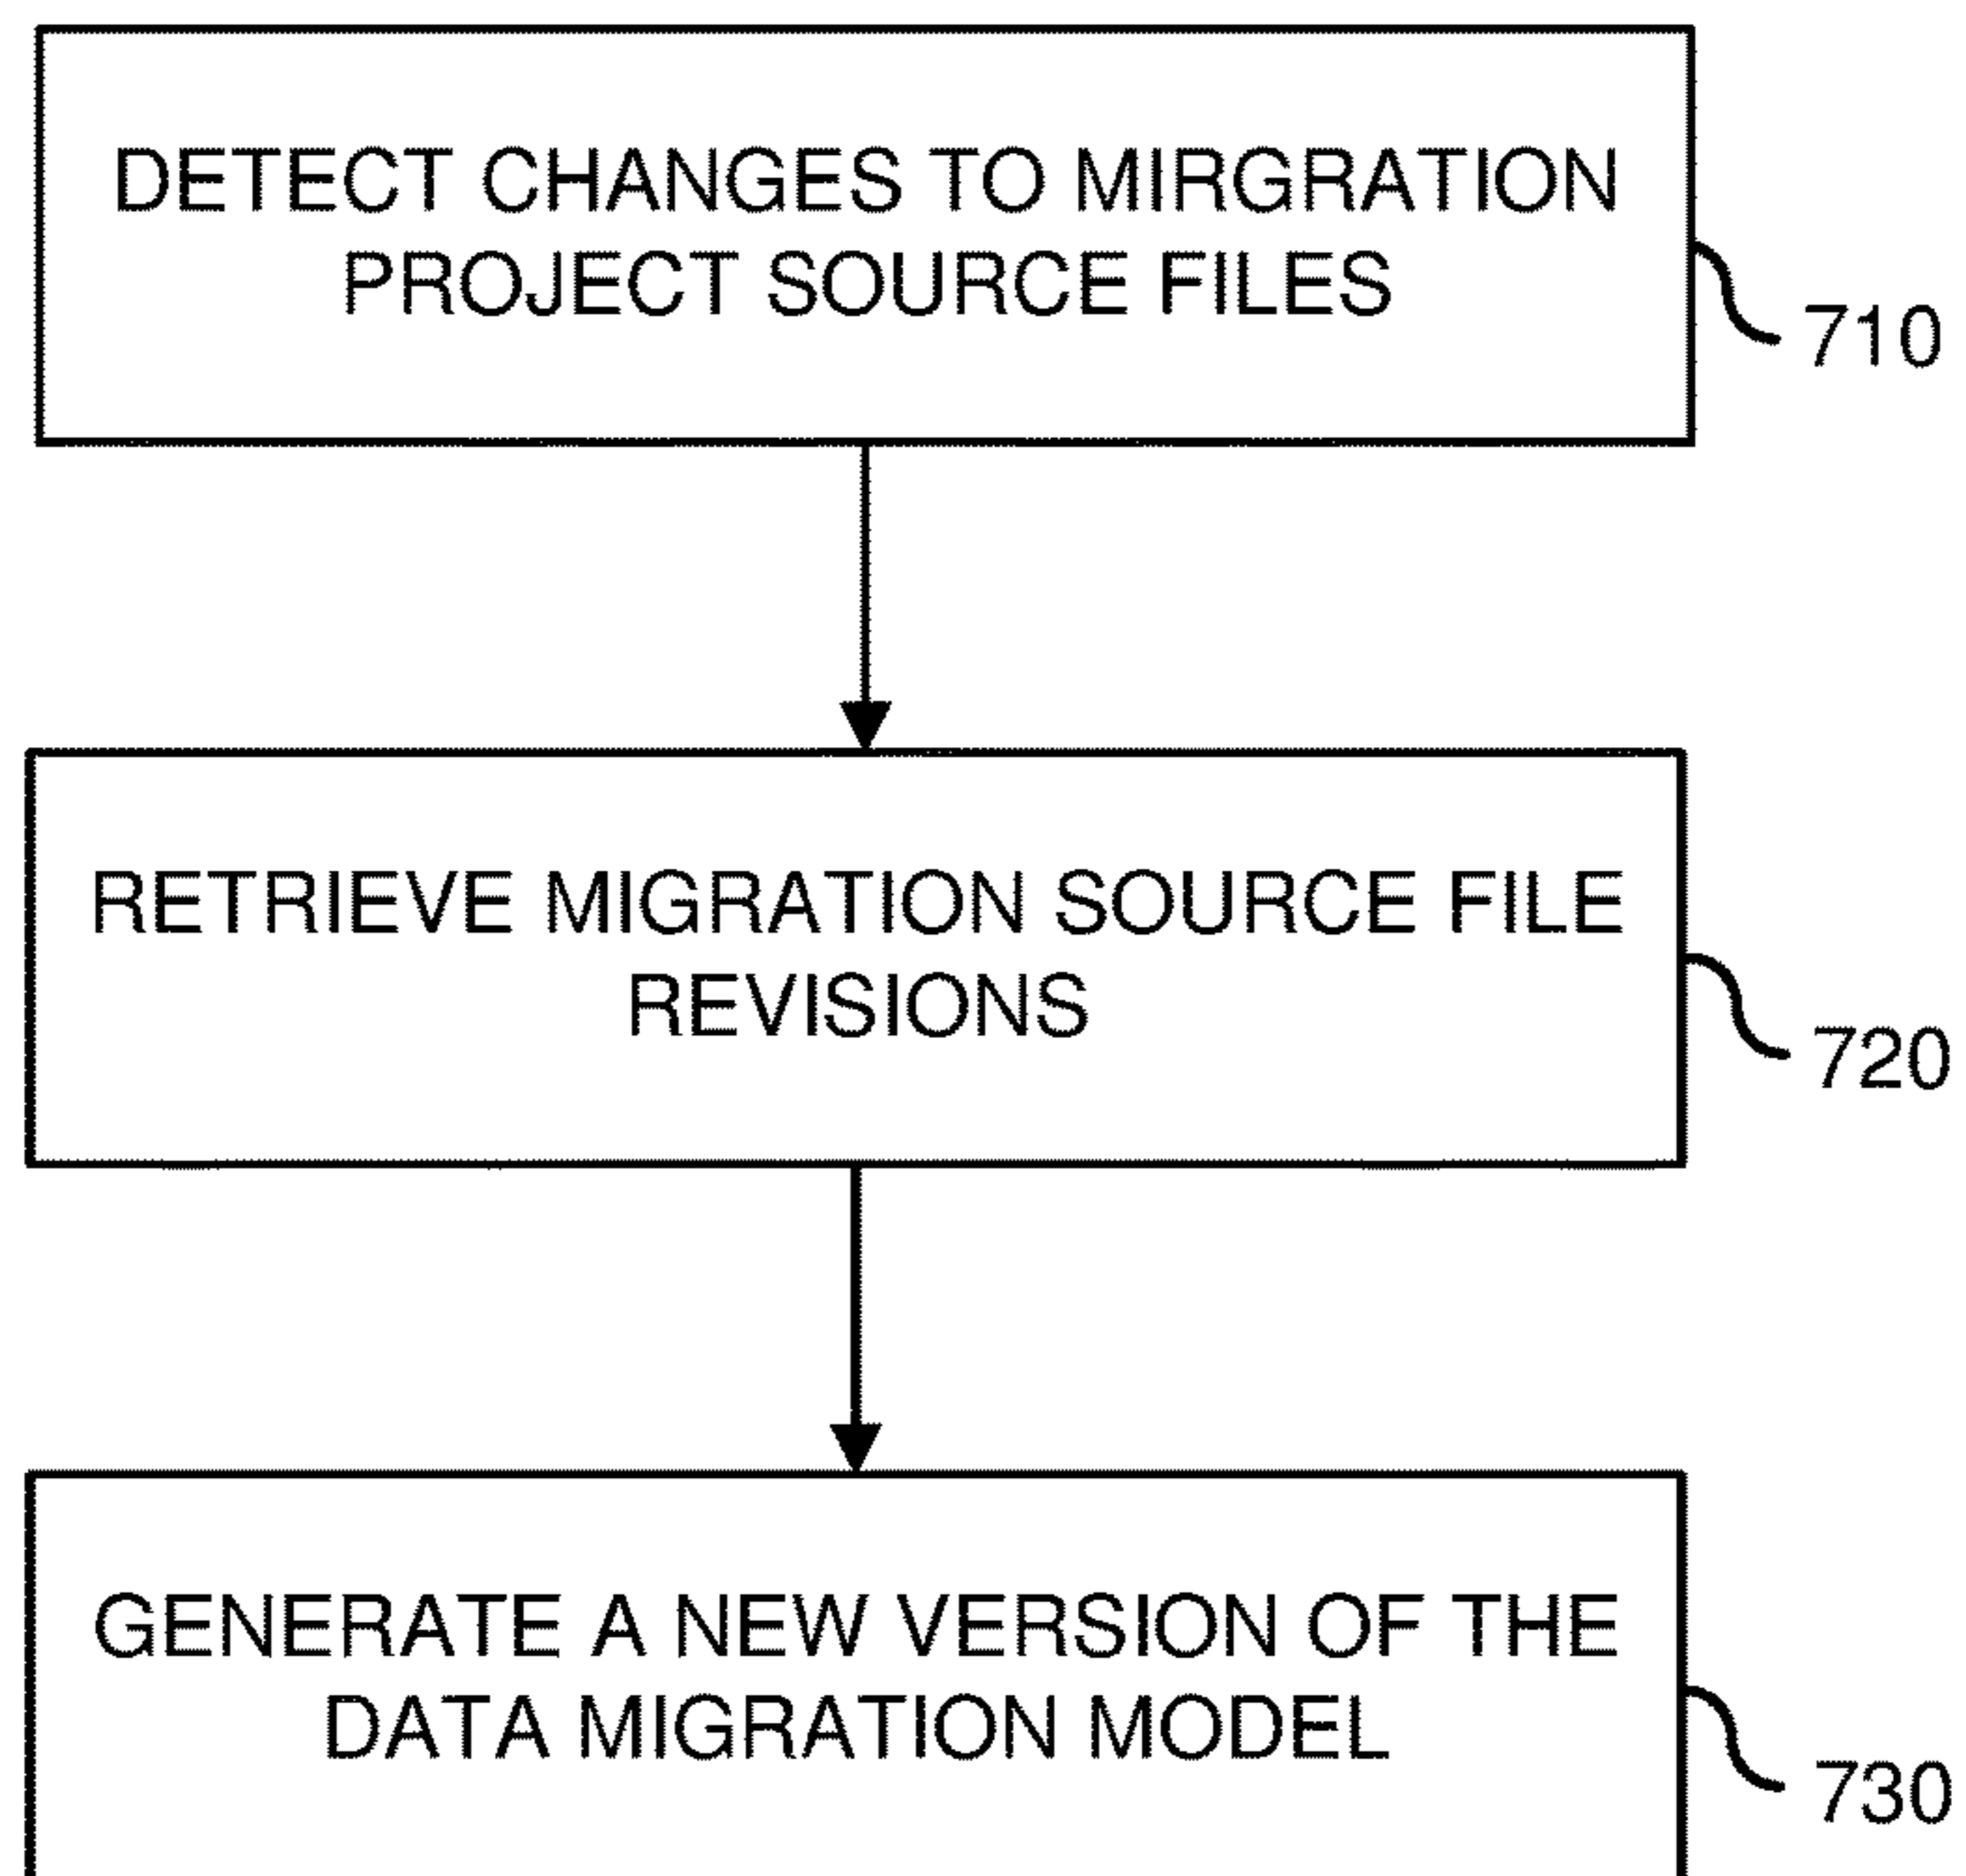 DETECT CHANGES TO MIRGRATION
PROJECT SOURCE FILES
710
RETRIEVE MIGRATION SOURCE FILE
REVISIONS
720
GENERATE A NEW VERSION OF THE
DATA MIGRATION MODEL
730